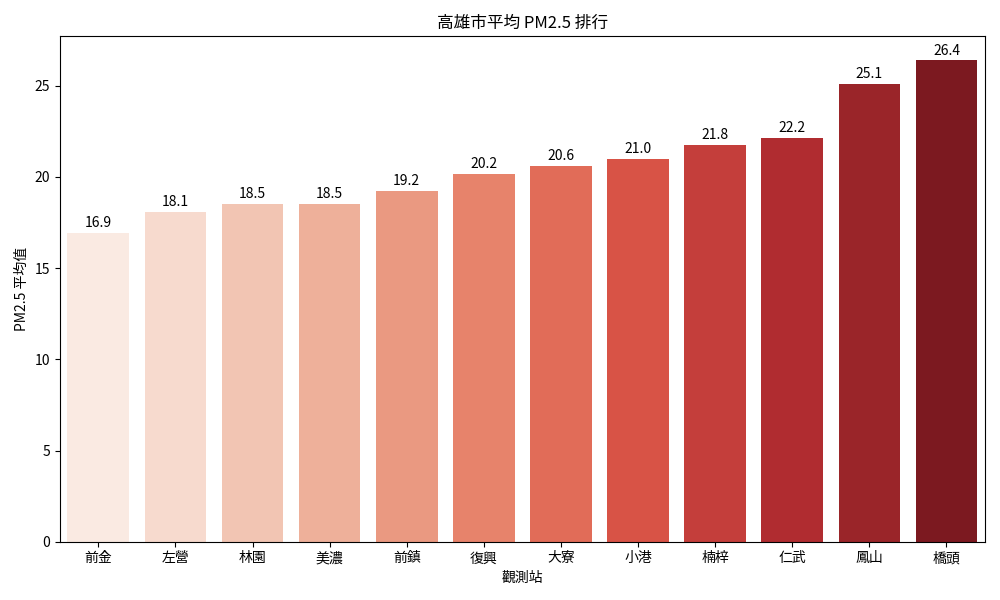 高雄市平均 PM2.5 排行
PM2.5 平均值
25
20
15
10
5
0
16.9
18.1
18.5
18.5
19.2
20.2
20.6
21.0
21.8
22.2
25.1
26.4
前金
左營
林園
美濃
前鎮
復興
大寮
小港
楠梓
仁武
鳳山
橋頭
觀測站